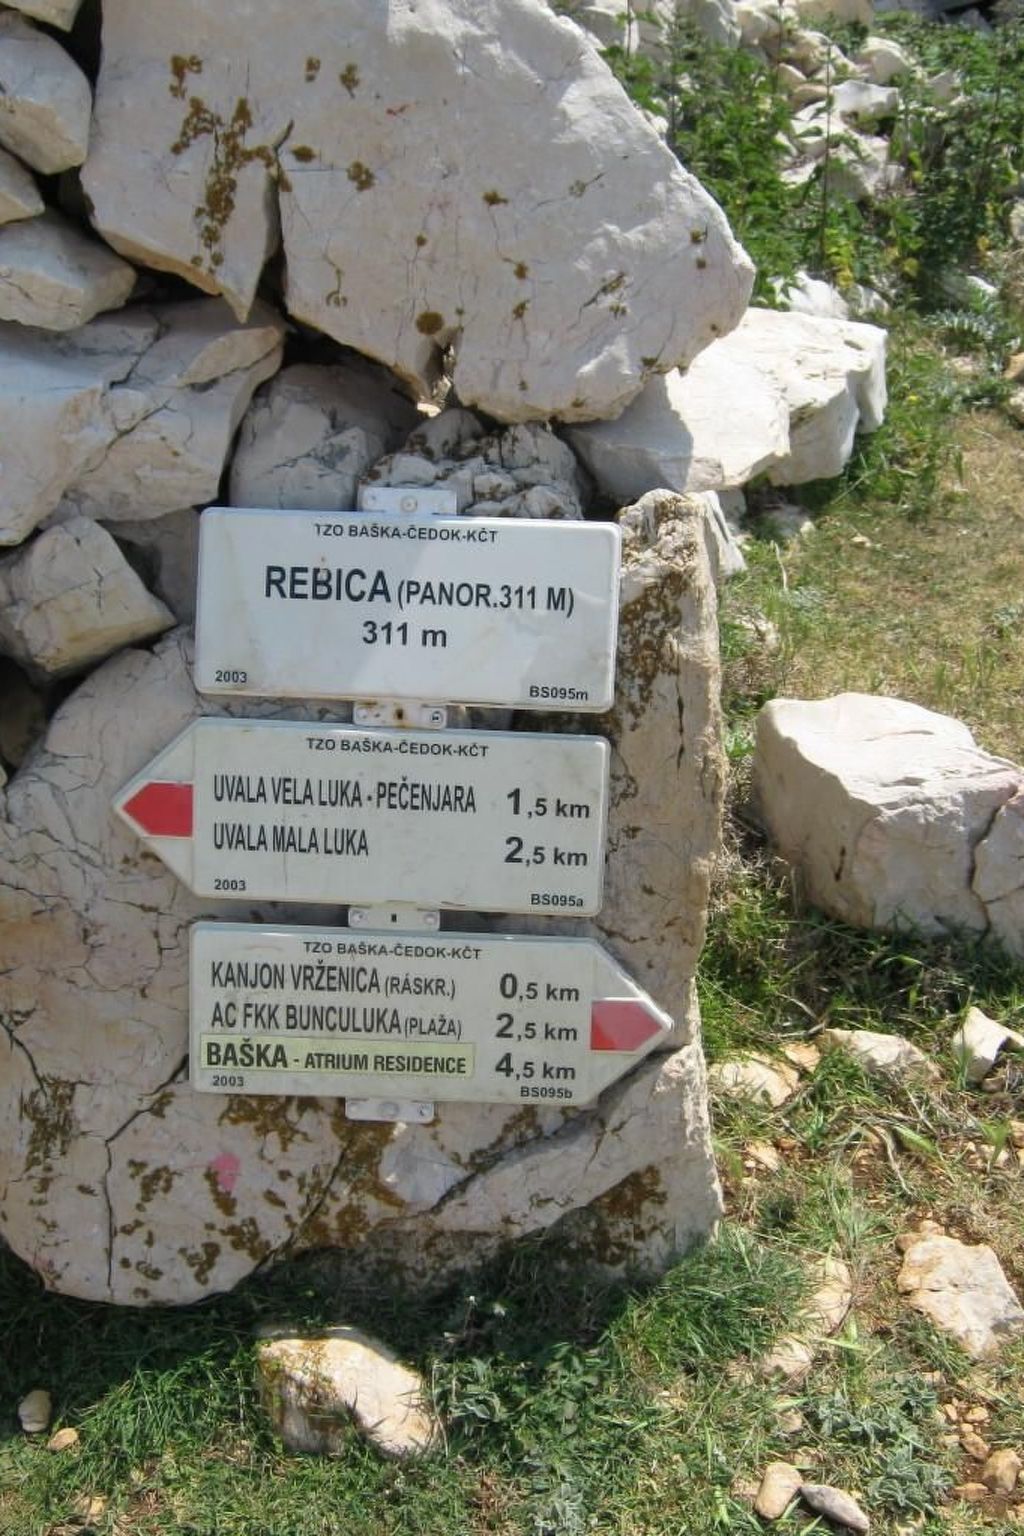 TZO BAŠKA-ČEDOK-KČT
REBICA (PANOR.311 M)
311 m
2003 BS095m
TZO BAŠKA-ČEDOK-KČT
UVALA VELA LUKA - PEČENJARA 1,5 km
UVALA MALA LUKA 2,5 km
2003 BS095a
TZO BAŠKA-ČEDOK-KČT
KANJON VRŽENICA (RÁSKR.) 0,5 km
AC FKK BUNCULUKA (PLAŽA) 2,5 km
BAŠKA - ATRIUM RESIDENCE 4,5 km
2003 BS095b